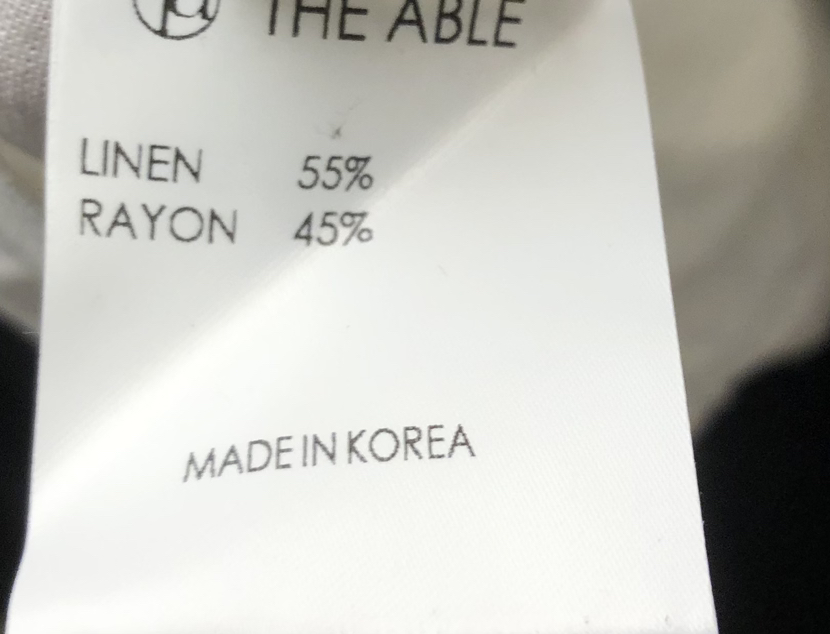 THE ABLE
LINEN 55%
RAYON 45%
MADE IN KOREA